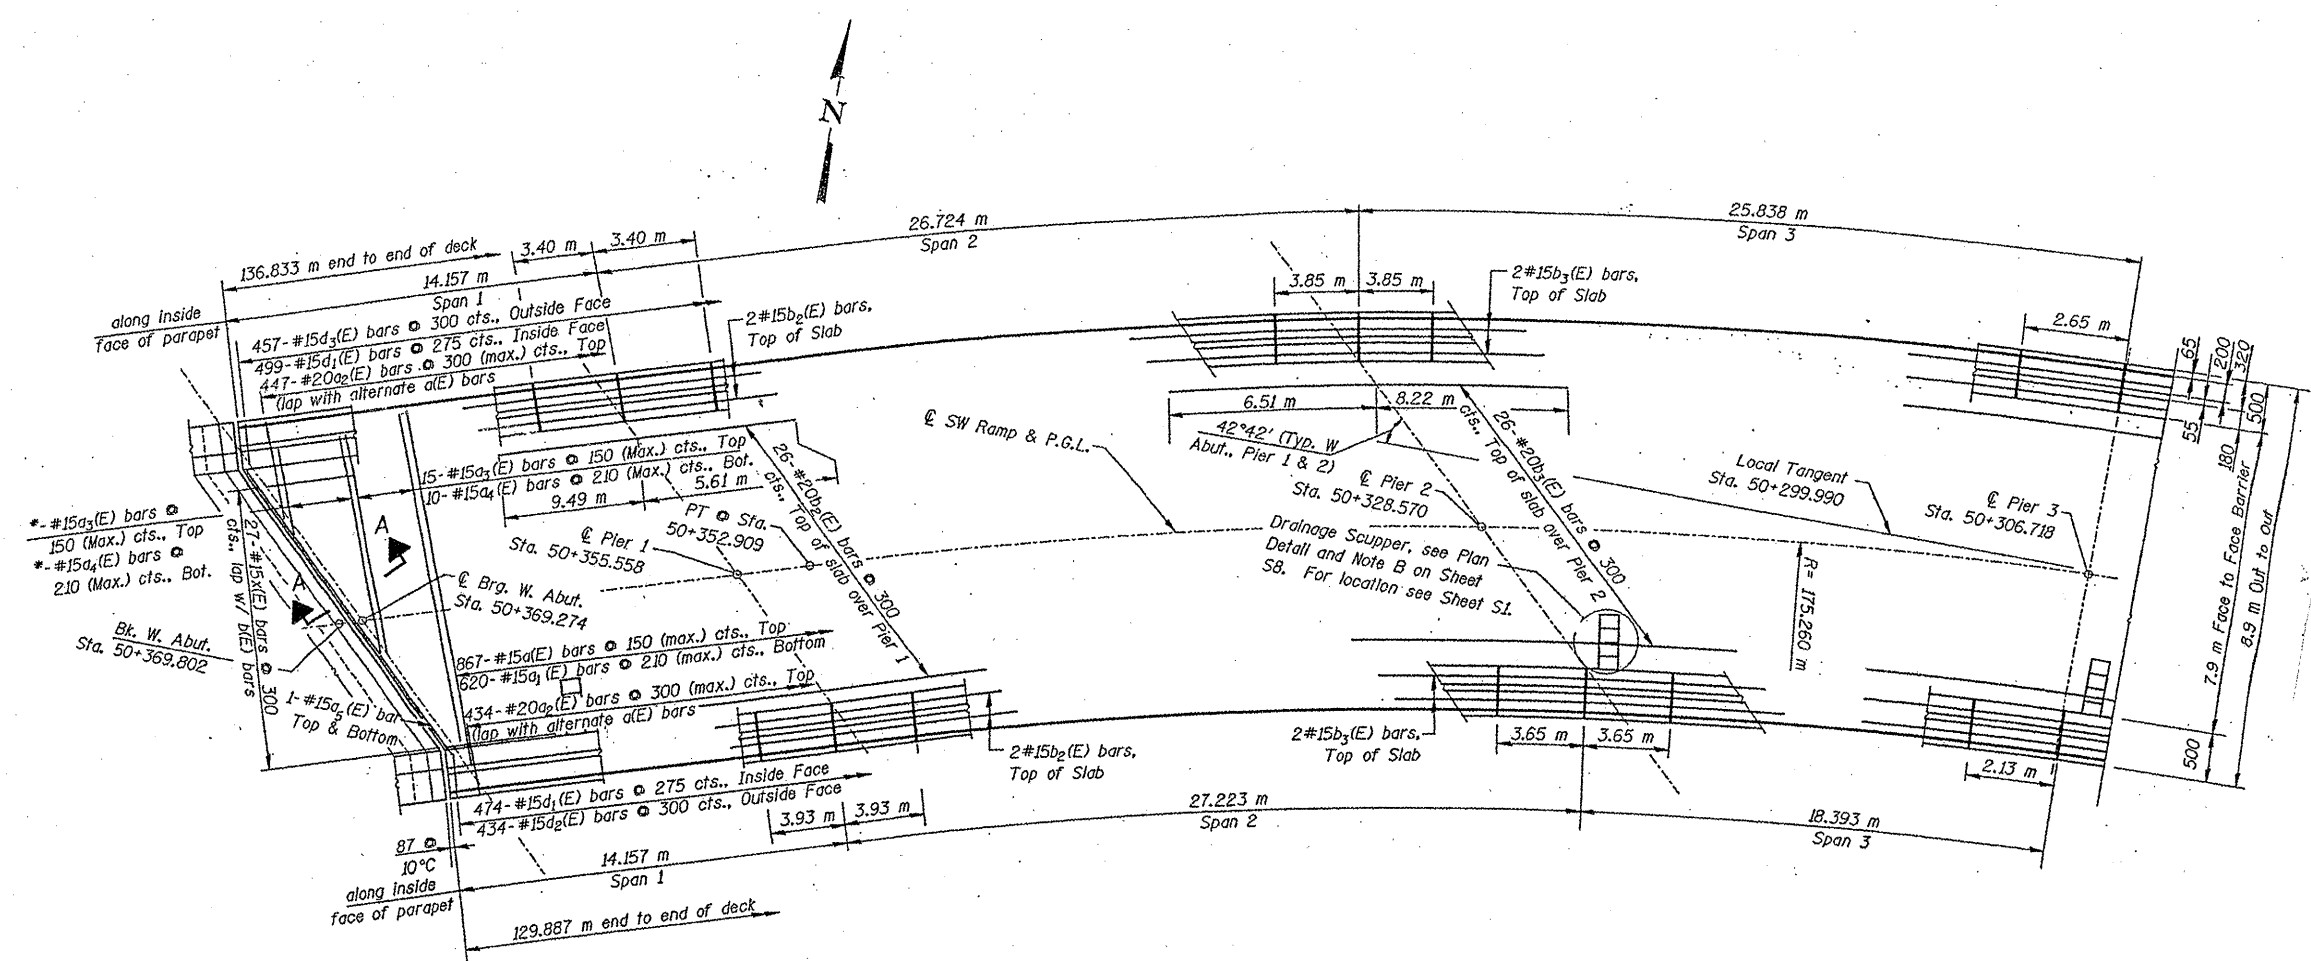 N
136.833 m end to end of deck
3.40 m
3.40 m
26.724 m
Span 2
25.838 m
Span 3
14.157 m
Span 1
along inside
face of parapet
457-#15d3(E) bars @ 300 cts., Outside Face
499-#15d1(E) bars @ 275 cts., Inside Face
447-#20a2(E) bars @ 300 (max.) cts., Top
(lap with alternate a(E) bars
2#15b2(E) bars,
Top of Slab
3.85 m
3.85 m
2#15b3(E) bars,
Top of Slab
2.65 m
65
200
320
55
180
500
7.9 m Face to Face Barrier
8.9 m Out to out
500
15-#15a3(E) bars @ 150 (Max.) cts., Top
10-#15a4(E) bars @ 210 (Max.) cts., Bot.
9.49 m
5.61 m
26-#20b2(E) bars @ 300
cts., Top of slab over Pier 1
℄ SW Ramp & P.G.L.
6.51 m
8.22 m
42°42' (Typ. W
Abut., Pier 1 & 2)
26-#20b3(E) bars @ 300
cts., Top of slab over Pier 2
℄ Pier 2
Sta. 50+328.570
Local Tangent
Sta. 50+299.990
℄ Pier 3
Sta. 50+306.718
*-#15a3(E) bars @
150 (Max.) cts., Top
*-#15a4(E) bars @
210 (Max.) cts., Bot.
A
A
27-#15x(E) bars @ 300
cts., lap w/ b(E) bars
PT @ Sta.
50+352.909
℄ Pier 1
Sta. 50+355.558
℄ Brg. W. Abut.
Sta. 50+369.274
Bk. W. Abut.
Sta. 50+369.802
Drainage Scupper, see Plan
Detail and Note B on Sheet
S8. For location see Sheet S1.
R= 175.260 m
867-#15a(E) bars @ 150 (max.) cts., Top
620-#15a1(E) bars @ 210 (max.) cts., Bottom
434-#20a2(E) bars @ 300 (max.) cts., Top
(lap with alternate a(E) bars
1-#15a5(E) bar
Top & Bottom
2#15b2(E) bars,
Top of Slab
2#15b3(E) bars,
Top of Slab
3.65 m
3.65 m
2.13 m
474-#15d1(E) bars @ 275 cts., Inside Face
434-#15d2(E) bars @ 300 cts., Outside Face
3.93 m
3.93 m
27.223 m
Span 2
18.393 m
Span 3
87 @
10°C
along inside
face of parapet
14.157 m
Span 1
129.887 m end to end of deck